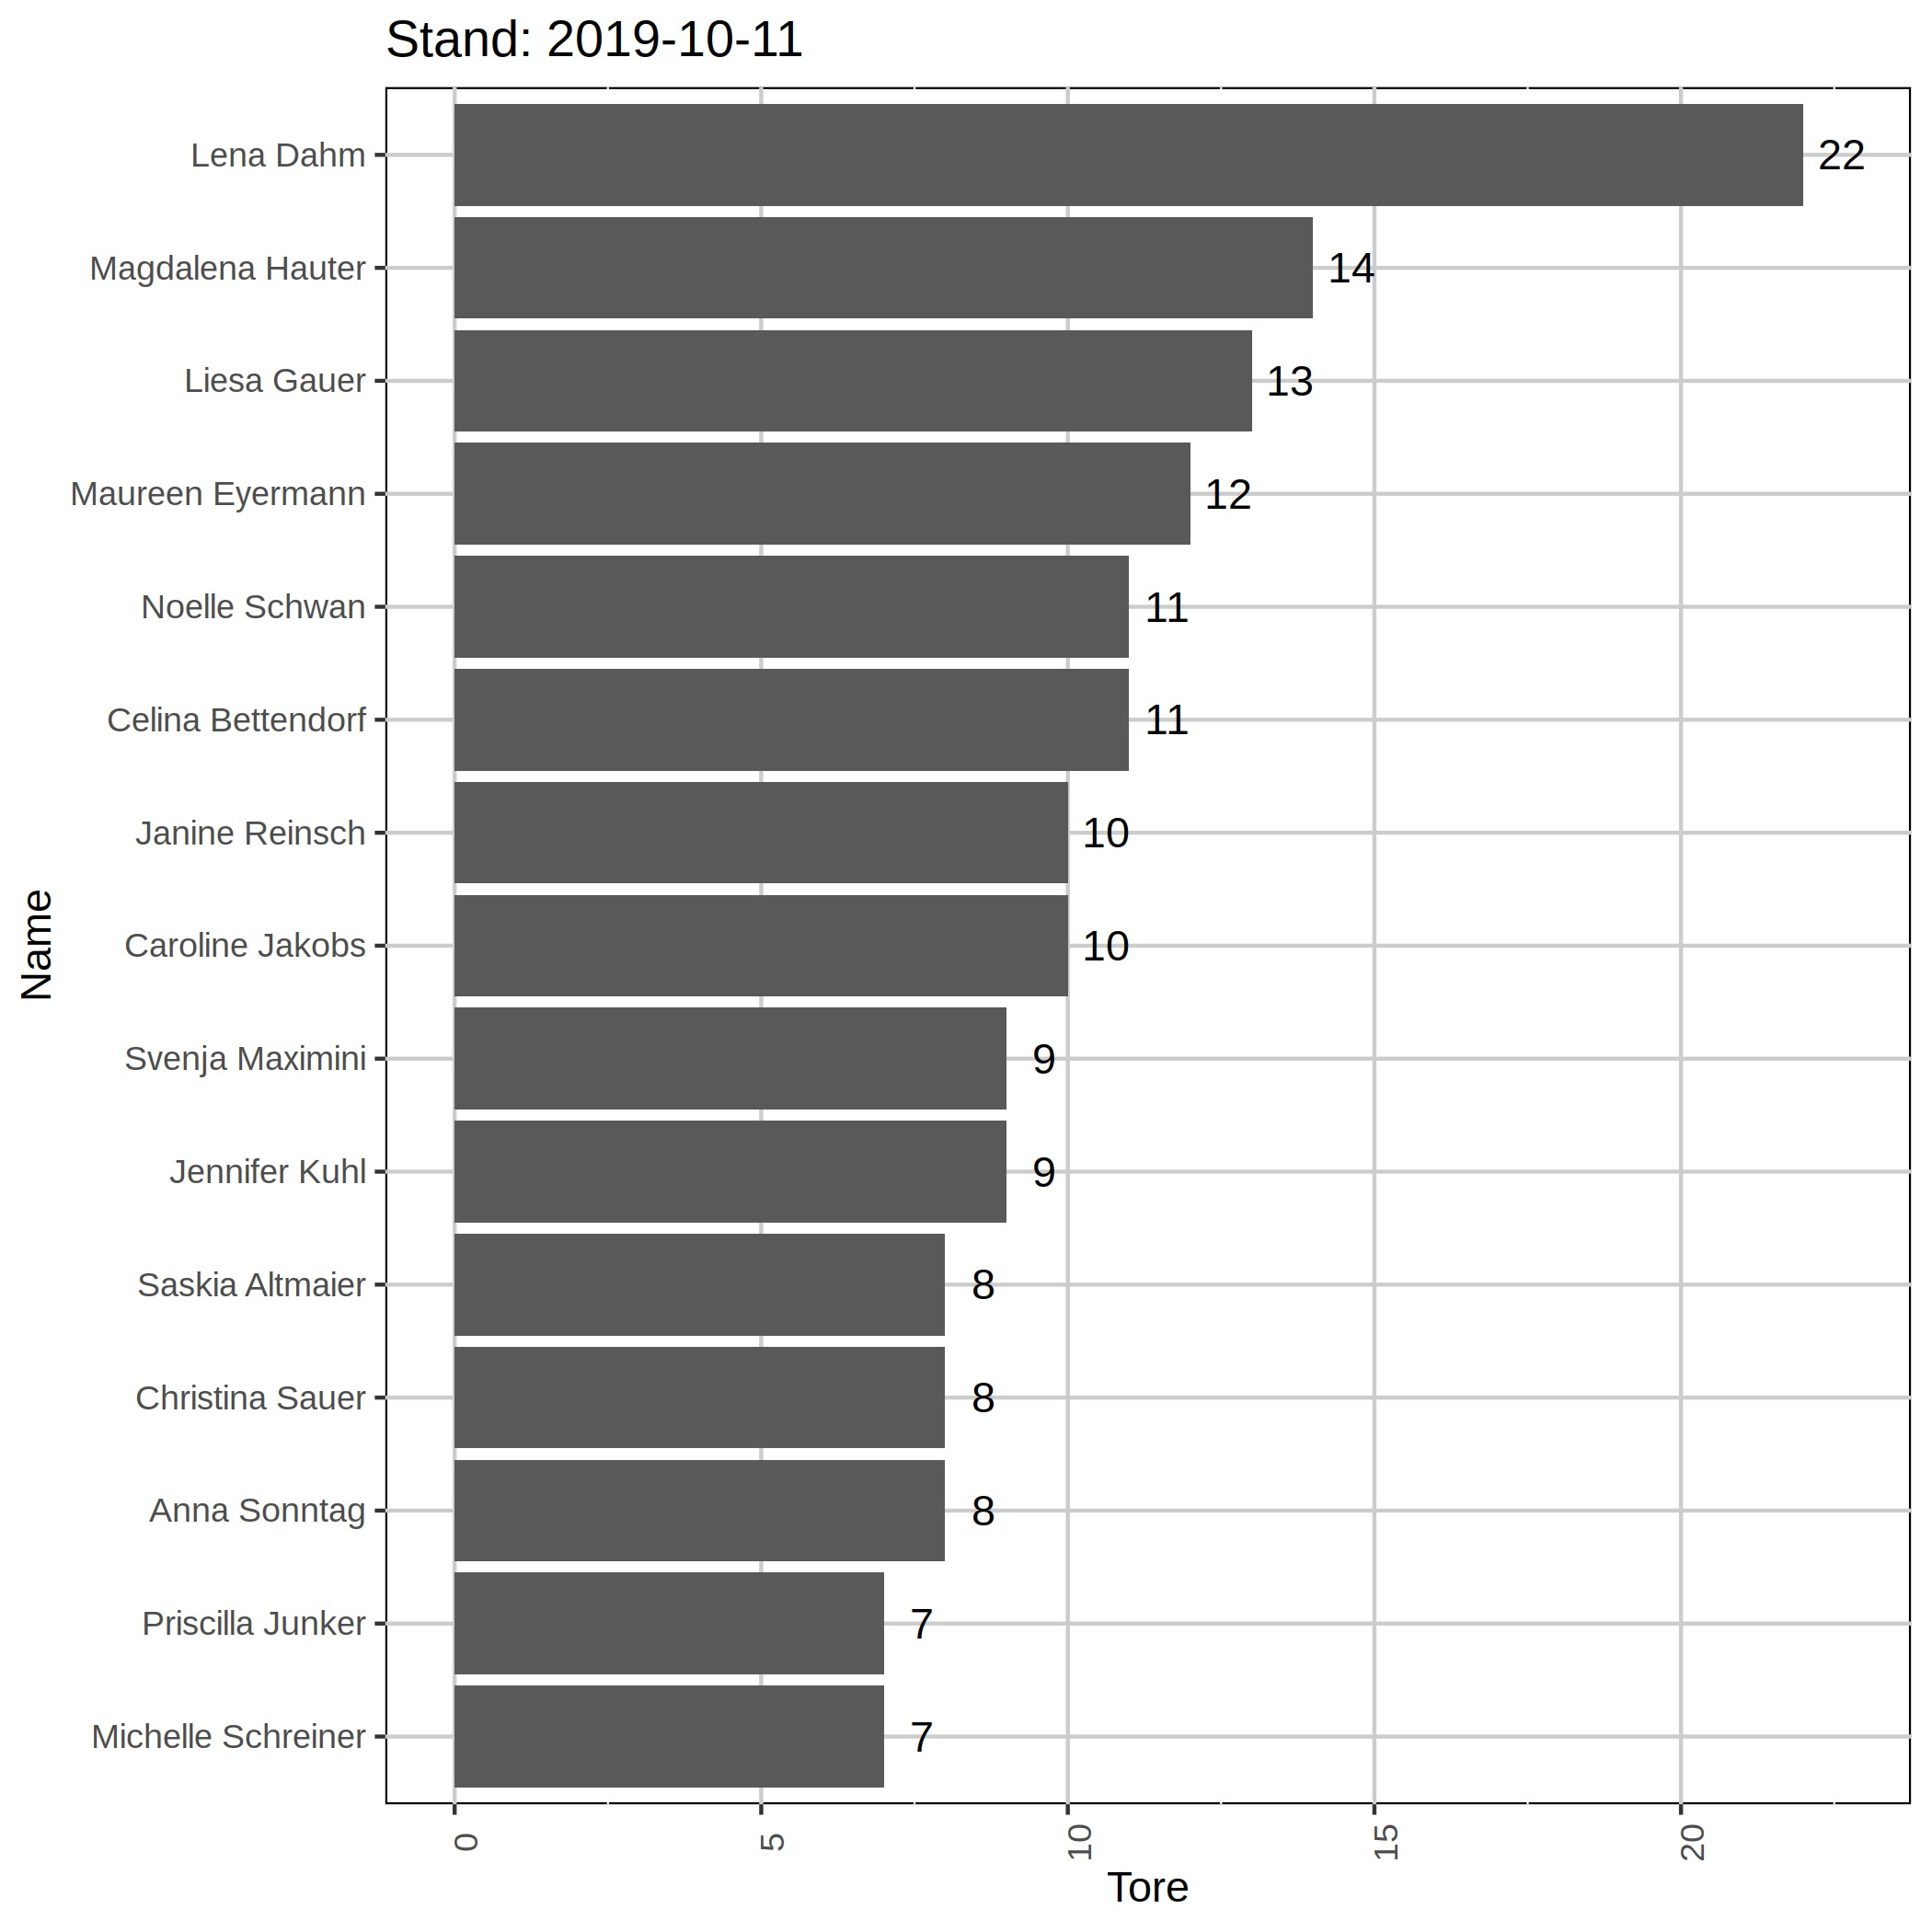 Stand: 2019-10-11
Lena Dahm 22
Magdalena Hauter 14
Liesa Gauer 13
Maureen Eyermann 12
Noelle Schwan 11
Celina Bettendorf 11
Janine Reinsch 10
Caroline Jakobs 10
Svenja Maximini 9
Jennifer Kuhl 9
Saskia Altmaier 8
Christina Sauer 8
Anna Sonntag 8
Priscilla Junker 7
Michelle Schreiner 7
Name
0 5 10 15 20
Tore